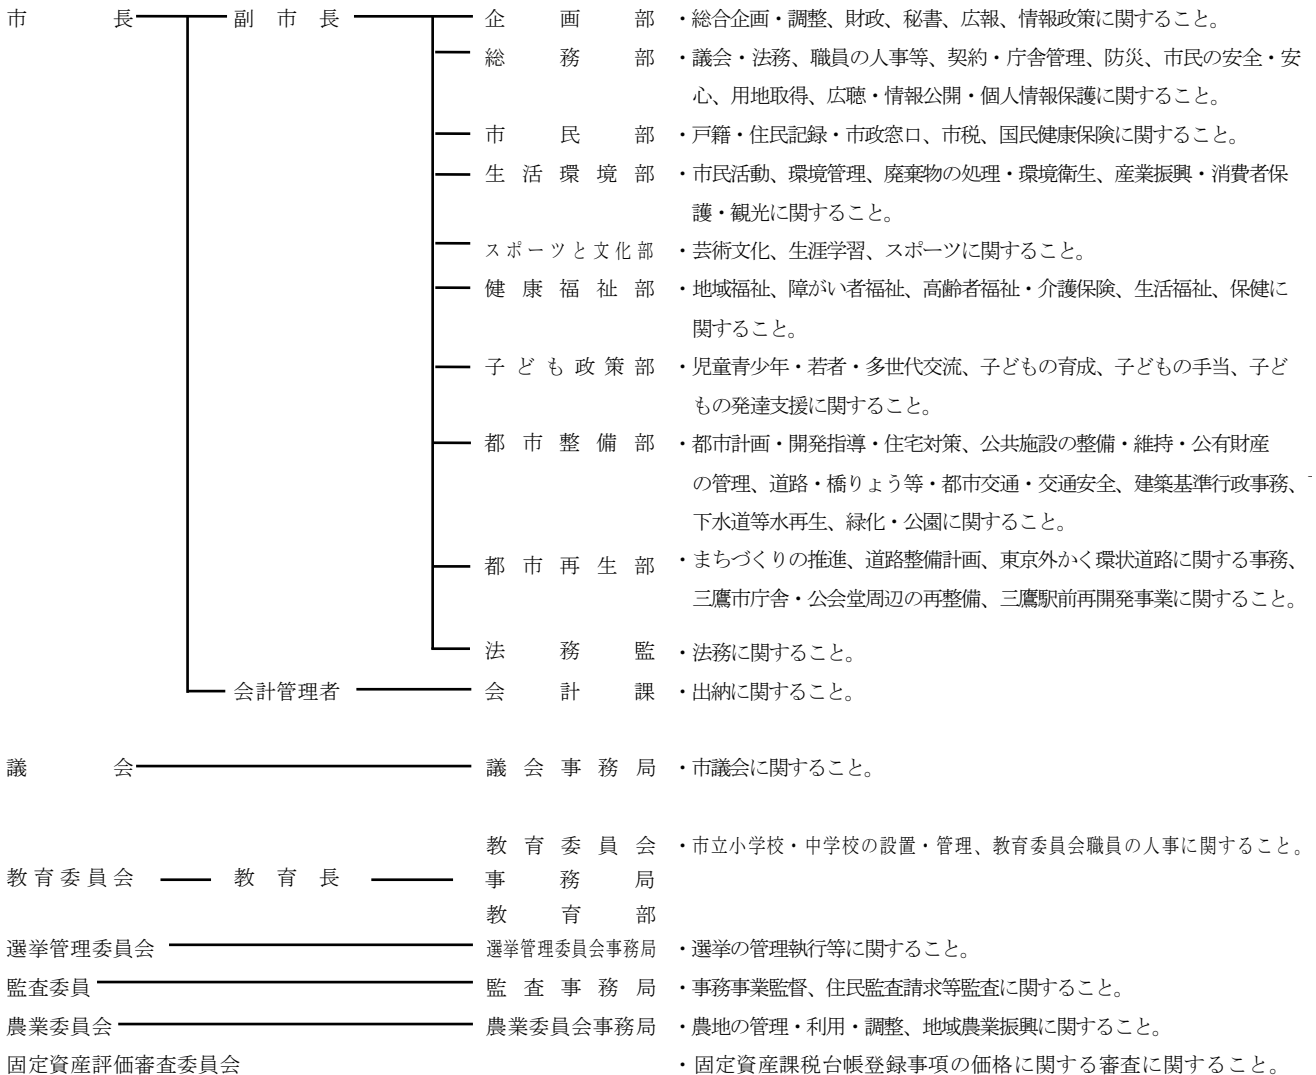 市長 副市長 企画部 ・総合企画・調整、財政、秘書、広報、情報政策に関すること。
総務部 ・議会・法務、職員の人事等、契約・庁舎管理、防災、市民の安全・安
心、用地取得、広聴・情報公開・個人情報保護に関すること。
市民部 ・戸籍・住民記録・市政窓口、市税、国民健康保険に関すること。
生活環境部 ・市民活動、環境管理、廃棄物の処理・環境衛生、産業振興・消費者保
護・観光に関すること。
スポーツと文化部 ・芸術文化、生涯学習、スポーツに関すること。
健康福祉部 ・地域福祉、障がい者福祉、高齢者福祉・介護保険、生活福祉、保健に
関すること。
子ども政策部 ・児童青少年・若者・多世代交流、子どもの育成、子どもの手当、子ど
もの発達支援に関すること。
都市整備部 ・都市計画・開発指導・住宅対策、公共施設の整備・維持・公有財産
の管理、道路・橋りょう等・都市交通・交通安全、建築基準行政事務、
下水道等水再生、緑化・公園に関すること。
都市再生部 ・まちづくりの推進、道路整備計画、東京外かく環状道路に関する事務、
三鷹市庁舎・公会堂周辺の再整備、三鷹駅前再開発事業に関すること。
法務監 ・法務に関すること。
会計管理者 会計課 ・出納に関すること。
議会 議会事務局 ・市議会に関すること。
教育委員会 ・市立小学校・中学校の設置・管理、教育委員会職員の人事に関すること。
教育委員会 教育長 事務局
教育部
選挙管理委員会 選挙管理委員会事務局 ・選挙の管理執行等に関すること。
監査委員 監査事務局 ・事務事業監督、住民監査請求等監査に関すること。
農業委員会 農業委員会事務局 ・農地の管理・利用・調整、地域農業振興に関すること。
固定資産評価審査委員会 ・固定資産課税台帳登録事項の価格に関する審査に関すること。